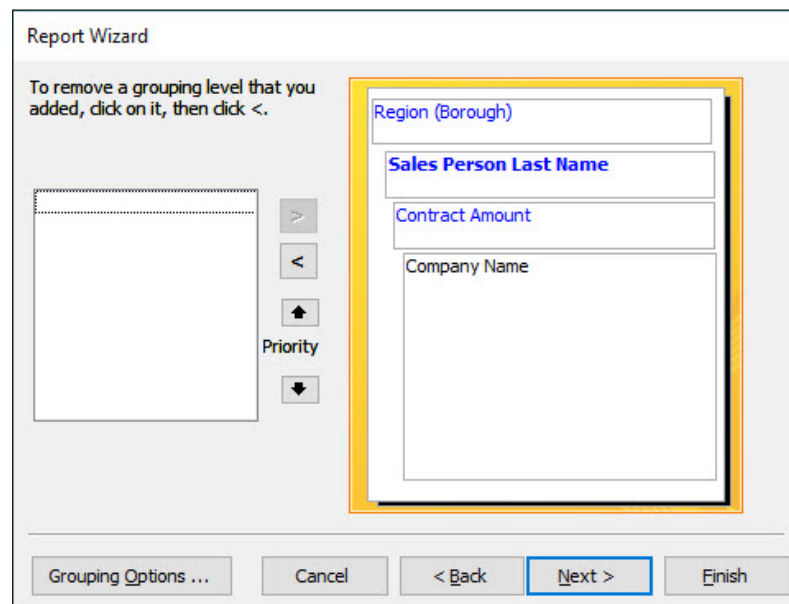 Report Wizard
To remove a grouping level that you
added, click on it, then click <.
Region (Borough)
Sales Person Last Name
Contract Amount
Company Name
>
<
Priority
Grouping Options ...
Cancel
< Back
Next >
Finish